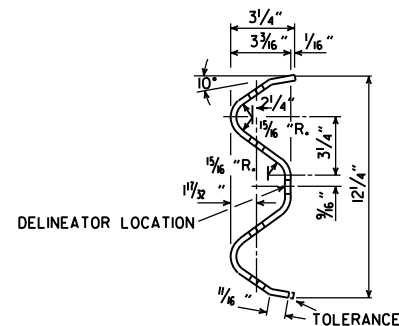 3 1/4"
3 3/16" 1/16"
10°
2 1/4"
15/16 "R.
3 1/4"
12 1/4"
15/16 "R.
1 17/32 "
9/16 "
DELINEATOR LOCATION
11/16 "
TOLERANCE